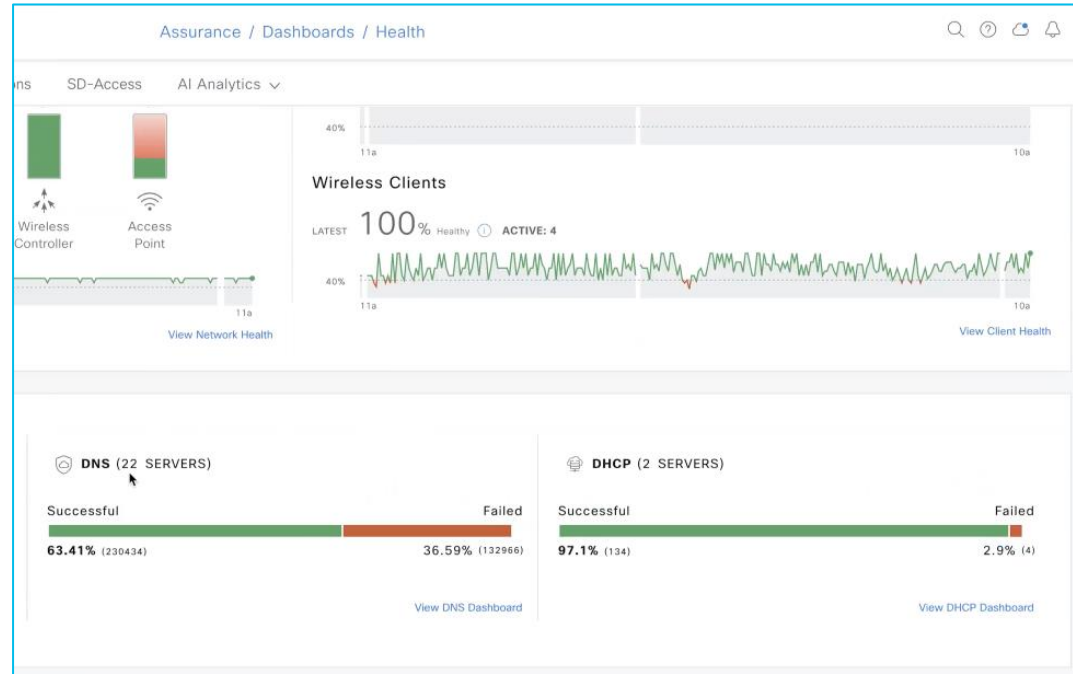 Assurance / Dashboards / Health
ons SD-Access AI Analytics
40%
11a 10a
Wireless Clients
Wireless Controller
Access Point
LATEST 100% Healthy ACTIVE: 4
40%
11a 10a
11a
View Network Health
View Client Health
DNS (22 SERVERS)
Successful Failed
63.41% (230434) 36.59% (132966)
View DNS Dashboard
DHCP (2 SERVERS)
Successful Failed
97.1% (134) 2.9% (4)
View DHCP Dashboard